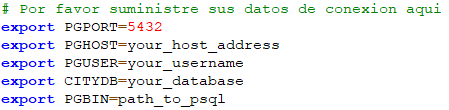 # Por favor suministre sus datos de conexion aqui
export PGPORT=5432
export PGHOST=your_host_address
export PGUSER=your_username
export CITYDB=your_database
export PGBIN=path_to_psql